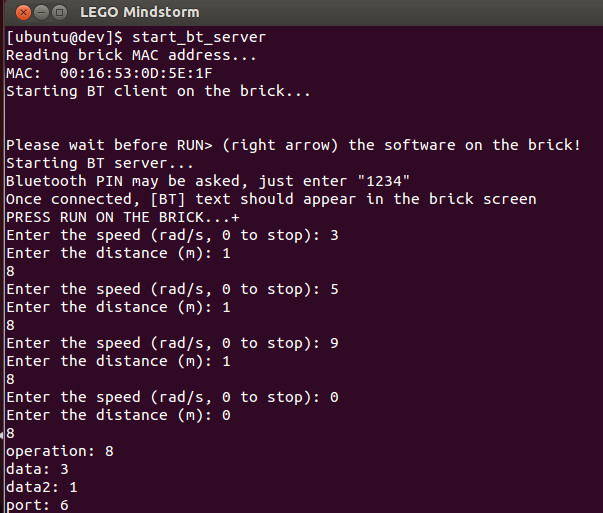 LEGO Mindstorm
[ubuntu@dev]$ start_bt_server
Reading brick MAC address...
MAC:  00:16:53:0D:5E:1F
Starting BT client on the brick...
Please wait before RUN> (right arrow) the software on the brick!
Starting BT server...
Bluetooth PIN may be asked, just enter "1234"
Once connected, [BT] text should appear in the brick screen
PRESS RUN ON THE BRICK...+
Enter the speed (rad/s, 0 to stop): 3
Enter the distance (m): 1
8
Enter the speed (rad/s, 0 to stop): 5
Enter the distance (m): 1
8
Enter the speed (rad/s, 0 to stop): 9
Enter the distance (m): 1
8
Enter the speed (rad/s, 0 to stop): 0
Enter the distance (m): 0
8
operation: 8
data: 3
data2: 1
port: 6